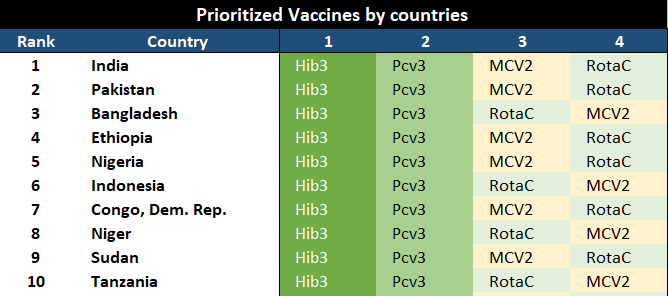 Prioritized Vaccines by countries
Rank Country 1 2 3 4
1 India Hib3 Pcv3 MCV2 RotaC
2 Pakistan Hib3 Pcv3 MCV2 RotaC
3 Bangladesh Hib3 Pcv3 RotaC MCV2
4 Ethiopia Hib3 Pcv3 MCV2 RotaC
5 Nigeria Hib3 Pcv3 MCV2 RotaC
6 Indonesia Hib3 Pcv3 RotaC MCV2
7 Congo, Dem. Rep. Hib3 Pcv3 MCV2 RotaC
8 Niger Hib3 Pcv3 RotaC MCV2
9 Sudan Hib3 Pcv3 MCV2 RotaC
10 Tanzania Hib3 Pcv3 RotaC MCV2